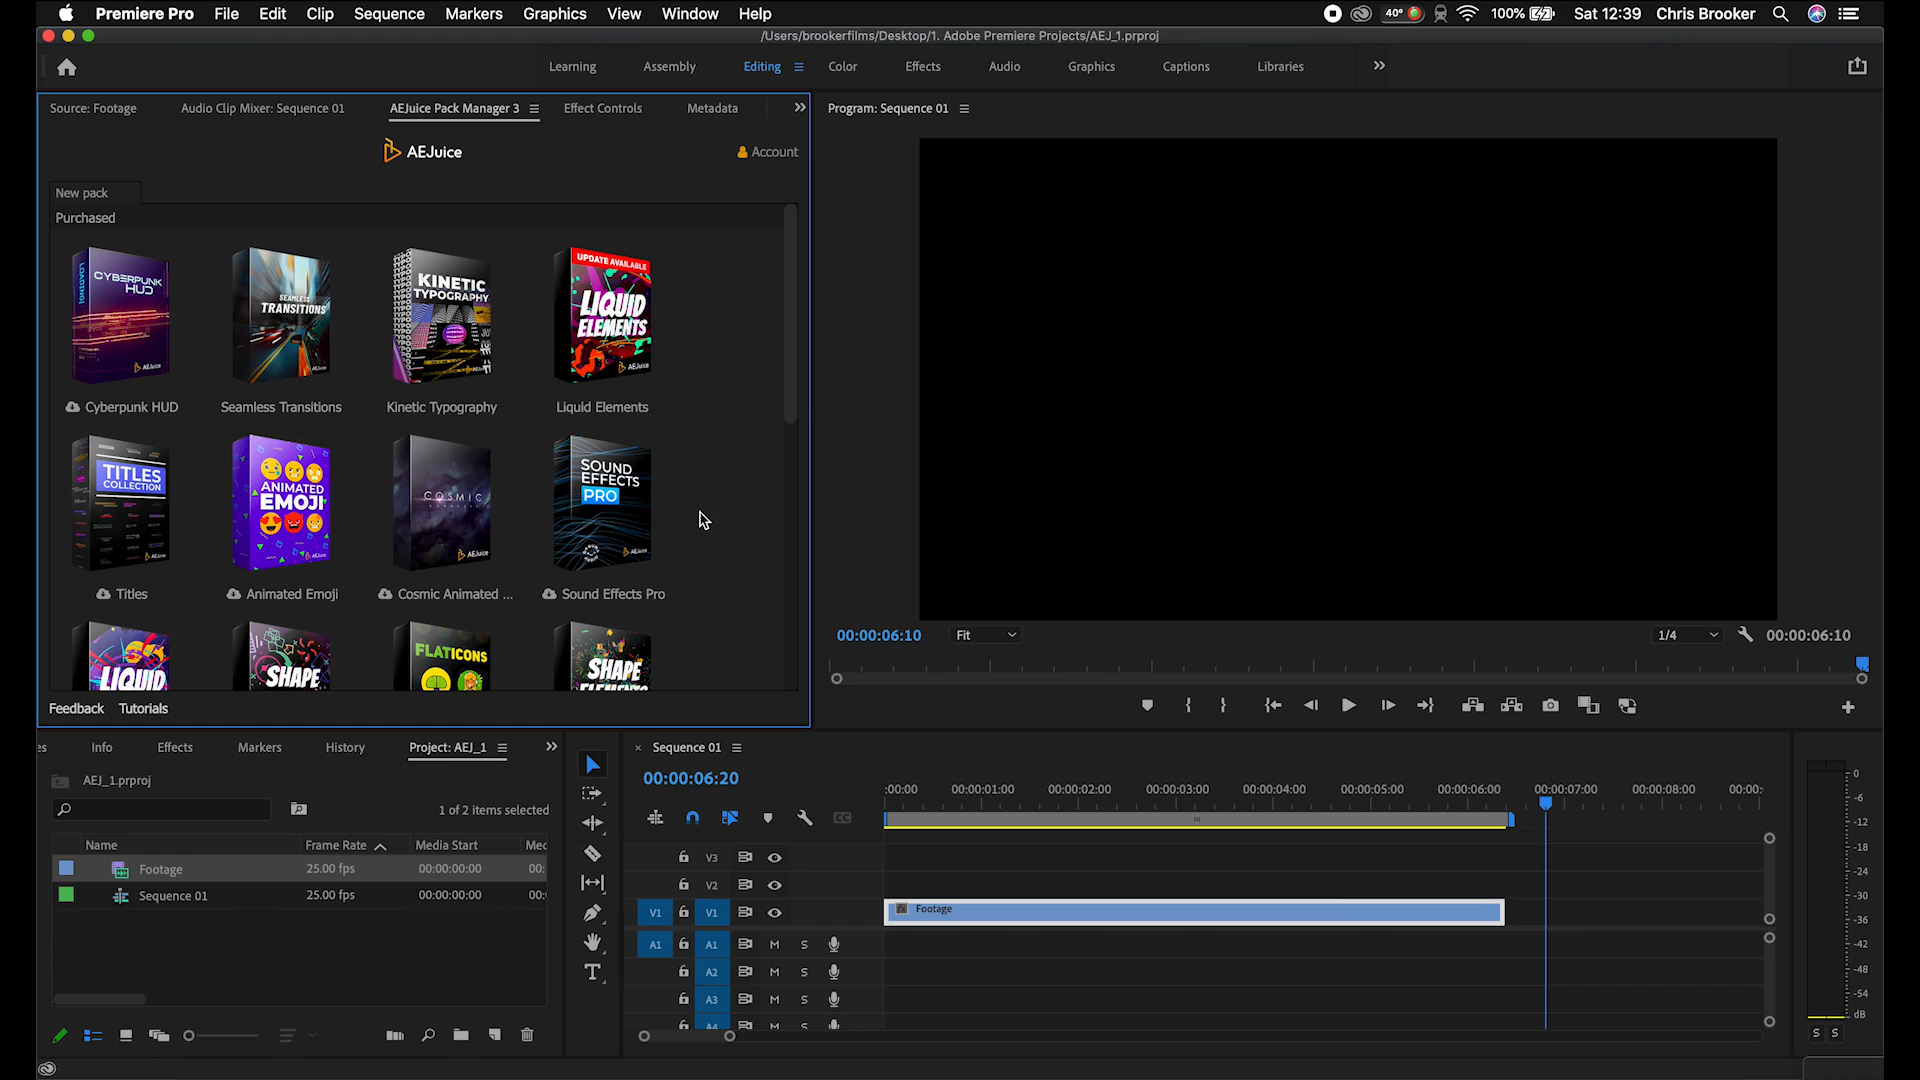 Premiere Pro File Edit Clip Sequence Markers Graphics View Window Help 40° 100% Sat 12:39 Chris Brooker
/Users/brookerfilms/Desktop/1. Adobe Premiere Projects/AEJ_1.prproj
Learning Assembly Editing Color Effects Audio Graphics Captions Libraries
Source: Footage Audio Clip Mixer: Sequence 01 AEJuice Pack Manager 3 Effect Controls Metadata
Program: Sequence 01
AEJuice Account
New pack
Purchased
LOADING
CYBERPUNK
HUD
AEJuice
SEAMLESS
TRANSITIONS
KINETIC
TYPOGRAPHY
UPDATE AVAILABLE
LIQUID
ELEMENTS
AEJuice
Cyberpunk HUD Seamless Transitions Kinetic Typography Liquid Elements
TITLES
COLLECTION
AEJuice
ANIMATED
EMOJI
AEJuice
COSMIC
AEJuice
SOUND
EFFECTS
PRO
AEJuice
Titles Animated Emoji Cosmic Animated ... Sound Effects Pro
LIQUID
SHAPE
FLATICONS
SHAPE
ELEMENTS
Feedback Tutorials
00:00:06:10 Fit 1/4 00:00:06:10
es Info Effects Markers History Project: AEJ_1
AEJ_1.prproj
1 of 2 items selected
Name Frame Rate Media Start Med
Footage 25.00 fps 00:00:00:00 00:
Sequence 01 25.00 fps 00:00:00:00 00:
Sequence 01
00:00:06:20
:00:00 00:00:01:00 00:00:02:00 00:00:03:00 00:00:04:00 00:00:05:00 00:00:06:00 00:00:07:00 00:00:08:00 00:00:
V3
V2
V1 V1 Footage
A1 A1 M S
A2 M S
A3 M S
A4 M S
0
-6
-12
-18
-24
-30
-36
-42
-48
-54
dB
S S